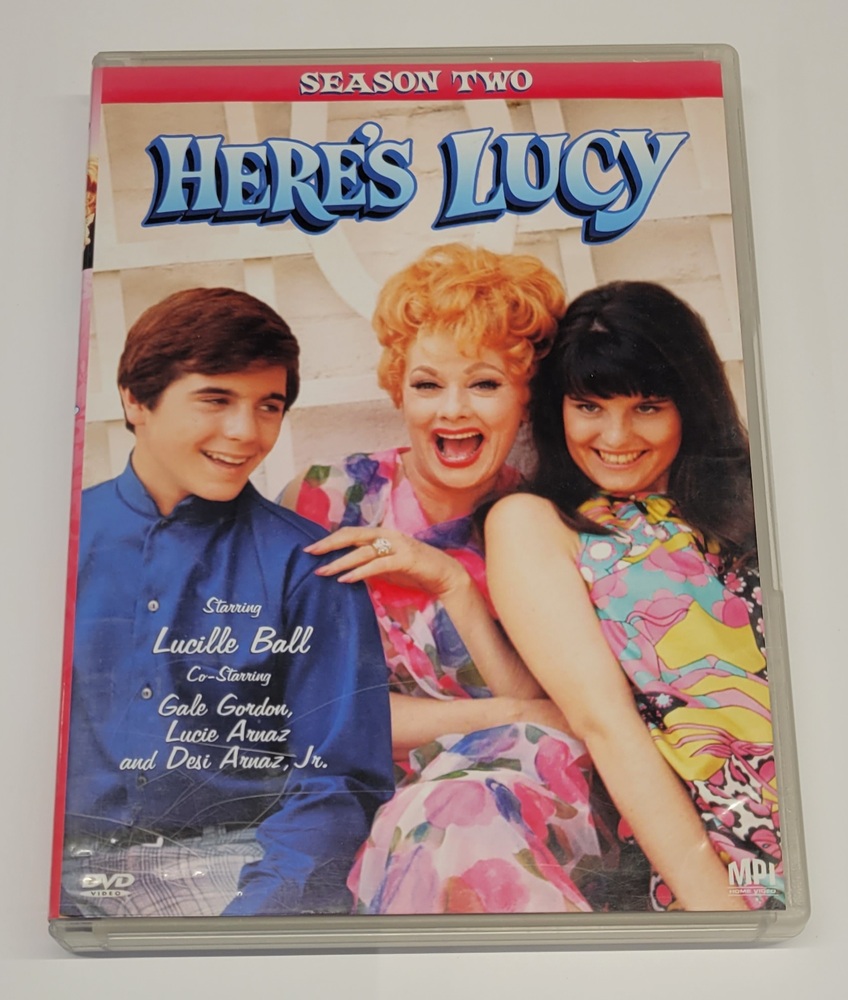 SEASON TWO
HERE'S LUCY
Starring
Lucille Ball
Co-Starring
Gale Gordon,
Lucie Arnaz
and Desi Arnaz, Jr.
DVD
VIDEO
MPI
HOME VIDEO